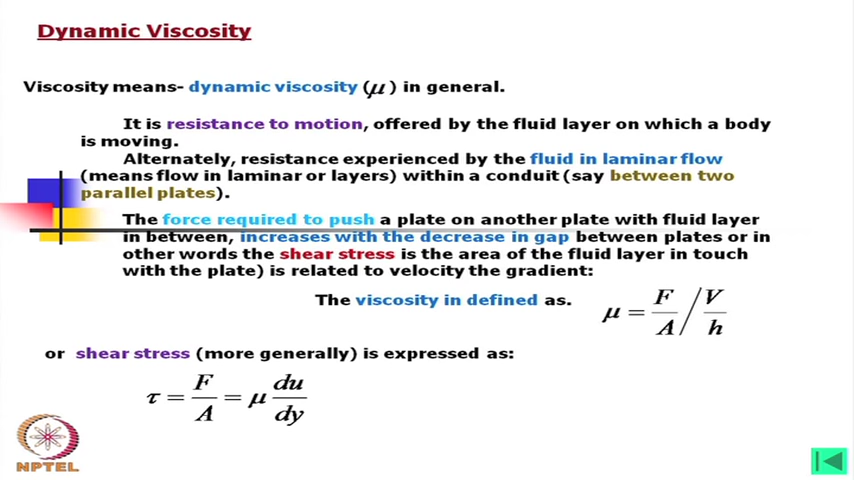 Dynamic Viscosity
Viscosity means- dynamic viscosity (μ) in general.
It is resistance to motion, offered by the fluid layer on which a body
is moving.
Alternately, resistance experienced by the fluid in laminar flow
(means flow in laminar or layers) within a conduit (say between two
parallel plates).
The force required to push a plate on another plate with fluid layer
in between, increases with the decrease in gap between plates or in
other words the shear stress is the area of the fluid layer in touch
with the plate) is related to velocity the gradient:
The viscosity in defined as. μ = F/A / V/h
or shear stress (more generally) is expressed as:
τ = F/A = μ du/dy
NPTEL